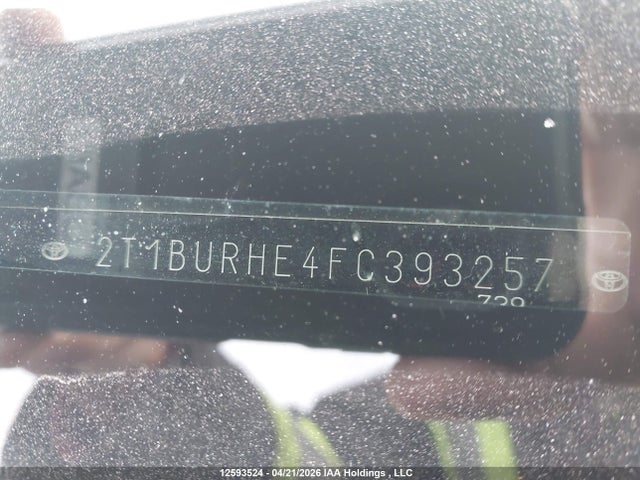 2T1BURHE4FC393257
12593524 - 04/21/2026 IAA Holdings , LLC